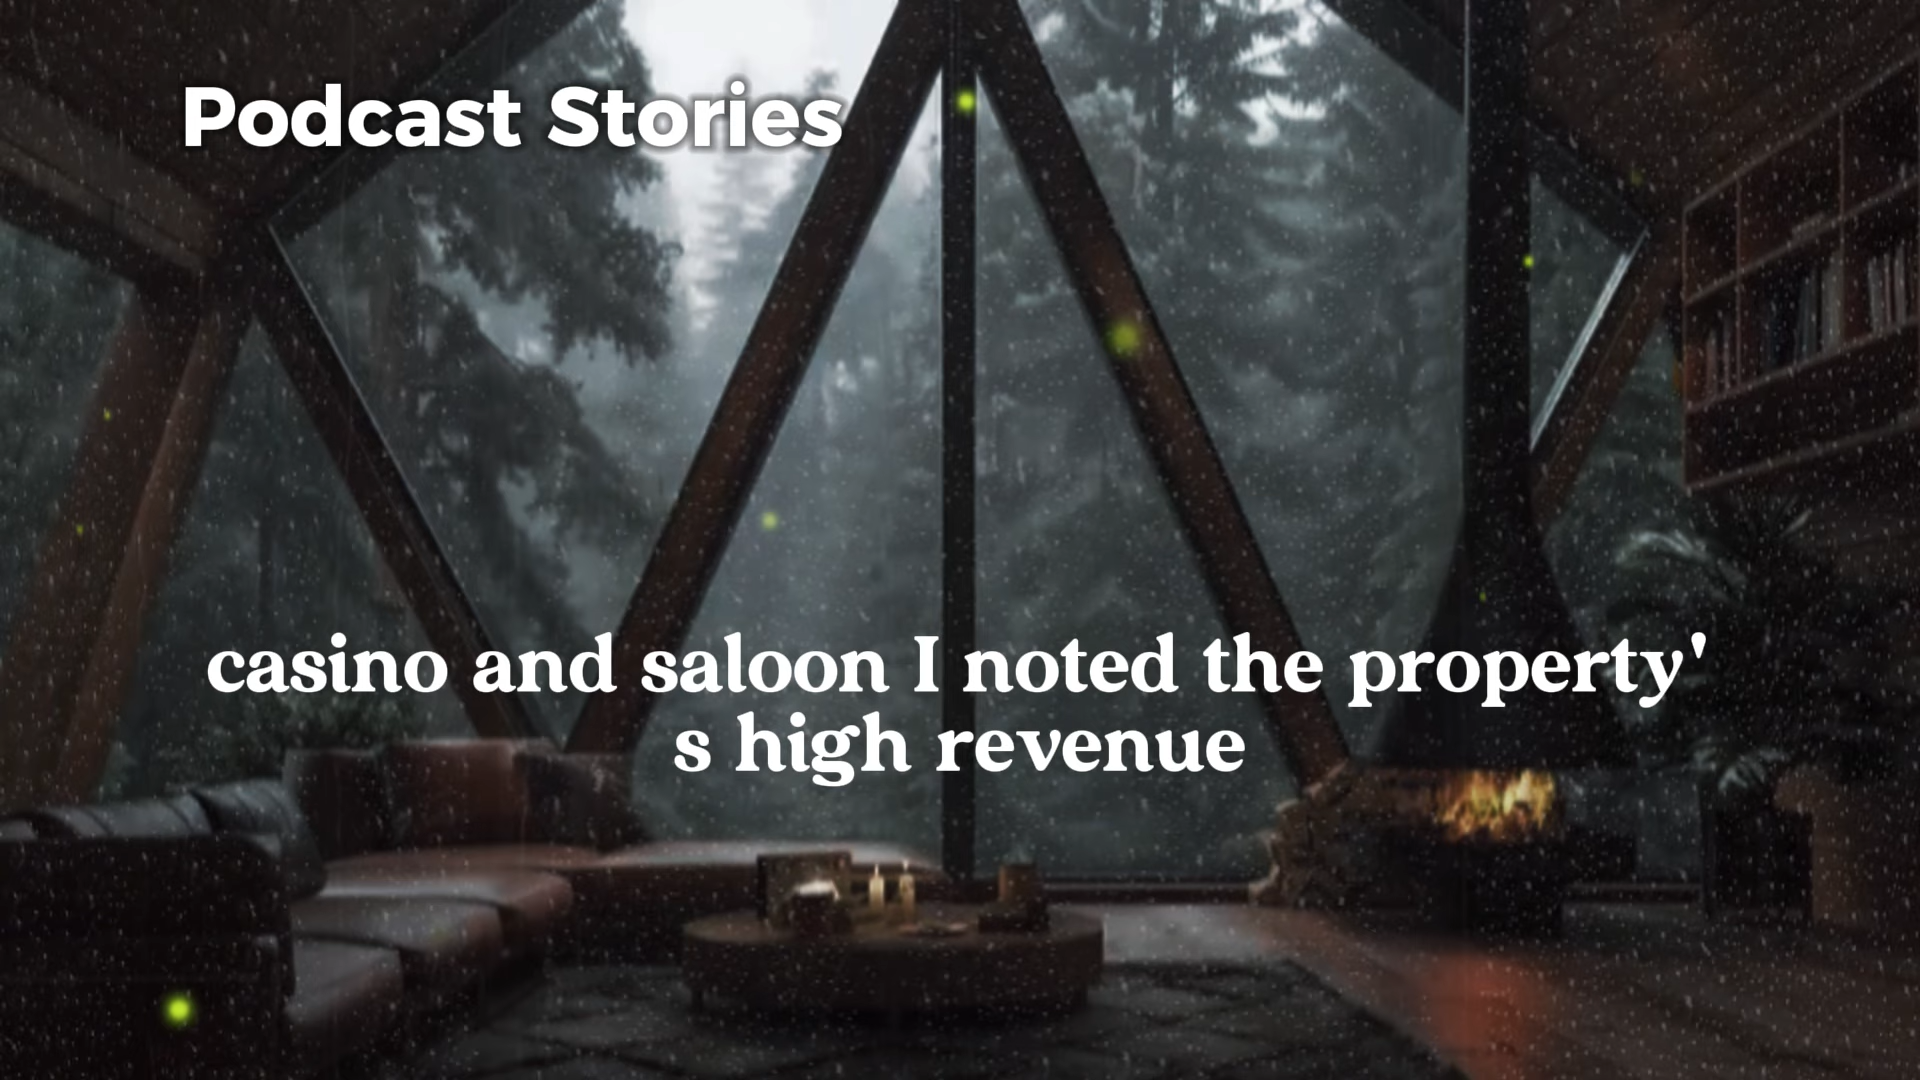 Podcast Stories
casino and saloon I noted the property'
s high revenue